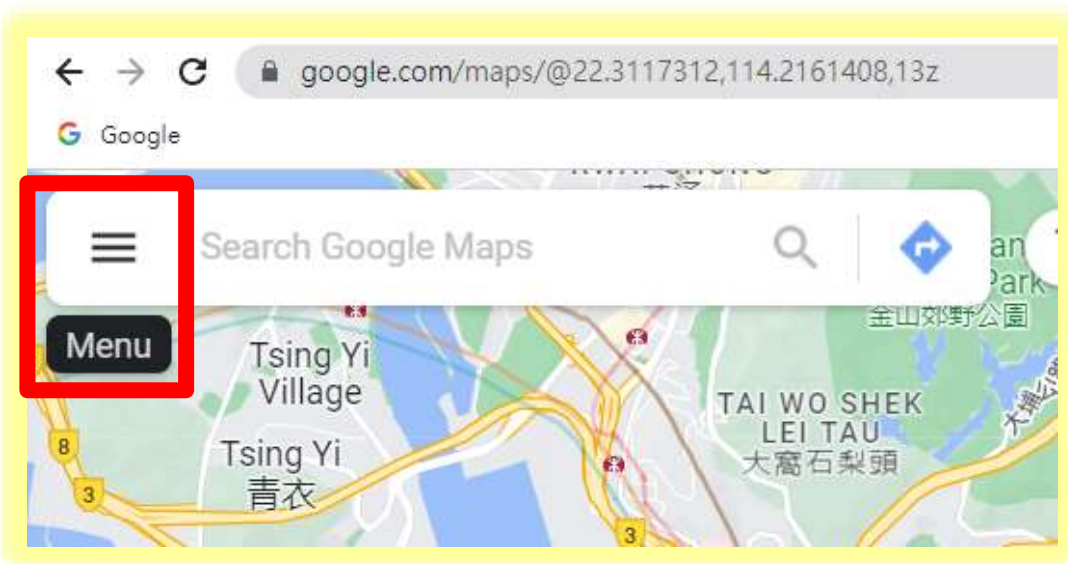 google.com/maps/@22.3117312,114.2161408,13z
Google
Search Google Maps
Menu
Park
金山郊野公園
Tsing Yi
Village
TAI WO SHEK
LEI TAU
大窩石梨頭
8
Tsing Yi
青衣
3
3